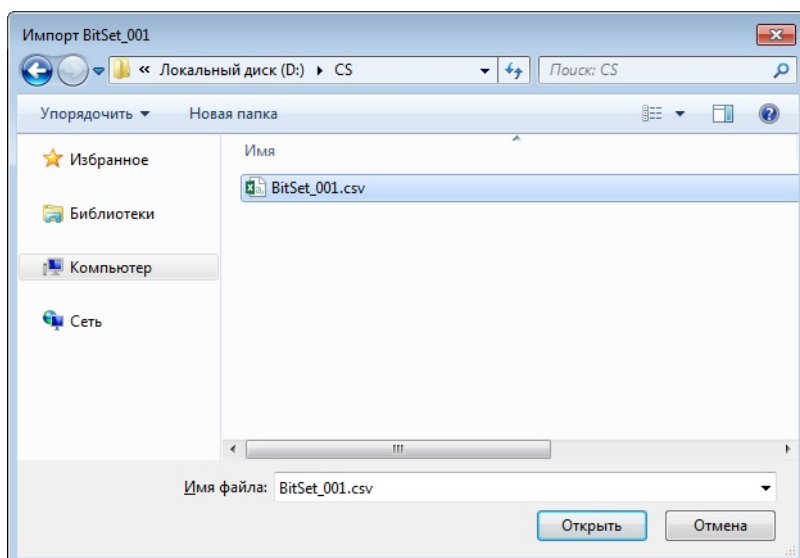 Импорт BitSet_001
« Локальный диск (D:) CS
Поиск: CS
Упорядочить Новая папка
Избранное
Библиотеки
Компьютер
Сеть
Имя
BitSet_001.csv
Имя файла: BitSet_001.csv
Открыть Отмена